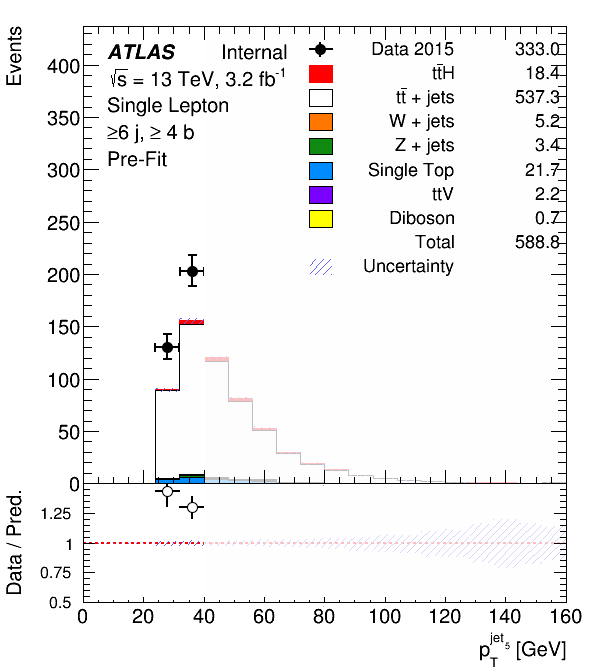 Events
400
350
300
250
200
150
100
50
0
ATLAS Internal
√s = 13 TeV, 3.2 fb⁻¹
Single Lepton
≥6 j, ≥ 4 b
Pre-Fit
Data 2015 333.0
tt̄H 18.4
tt̄ + jets 537.3
W + jets 5.2
Z + jets 3.4
Single Top 21.7
ttV 2.2
Diboson 0.7
Total 588.8
Uncertainty
Data / Pred.
1.25
1
0.75
0.5
0 20 40 60 80 100 120 140 160
p_T^{jet_5} [GeV]